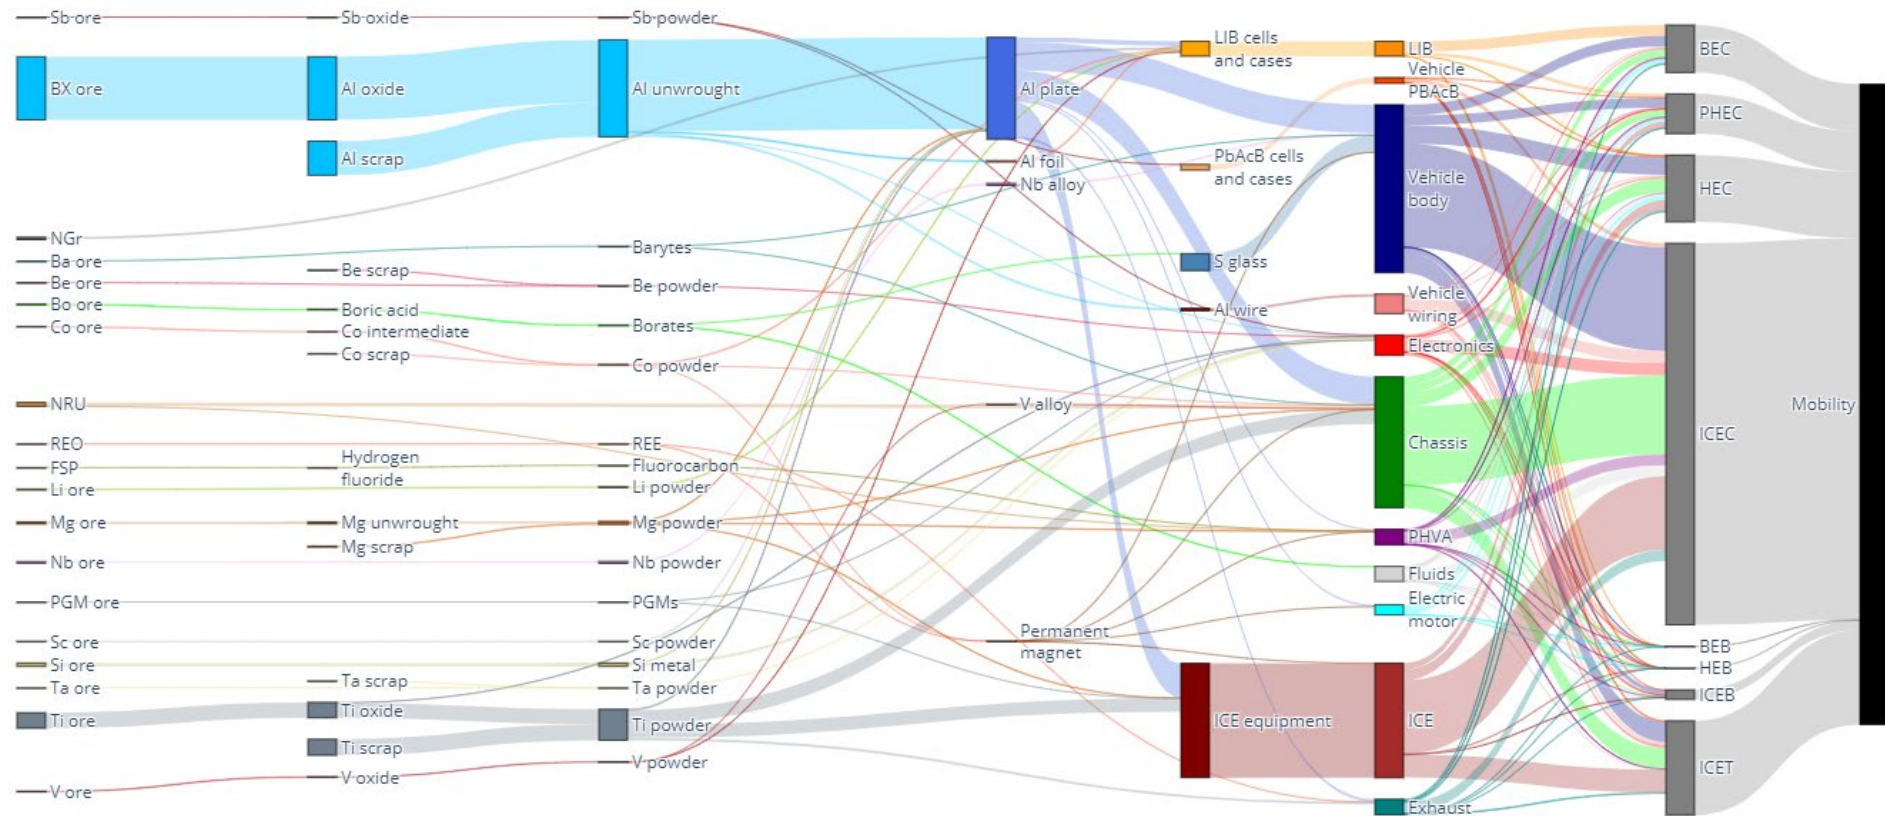 Sb ore
BX ore
NGr
Ba ore
Be ore
Bo ore
Co ore
NRU
REO
FSP
Li ore
Mg ore
Nb ore
PGM ore
Sc ore
Si ore
Ta ore
Ti ore
V ore
Sb oxide
Al oxide
Al scrap
Be scrap
Boric acid
Co intermediate
Co scrap
Hydrogen
fluoride
Mg unwrought
Mg scrap
Ta scrap
Ti oxide
Ti scrap
V oxide
Sb powder
Al unwrought
Barytes
Be powder
Borates
Co powder
REE
Fluorocarbon
Li powder
Mg powder
Nb powder
PGMs
Sc powder
Si metal
Ta powder
Ti powder
V powder
Al plate
Al foil
Nb alloy
V alloy
Permanent
magnet
LIB cells
and cases
PbAcB cells
and cases
S glass
Al wire
ICE equipment
LIB
Vehicle
PBAcB
Vehicle
body
Vehicle
wiring
Electronics
Chassis
PHVA
Fluids
Electric
motor
ICE
Exhaust
BEC
PHEC
HEC
ICEC
BEB
HEB
ICEB
ICET
Mobility